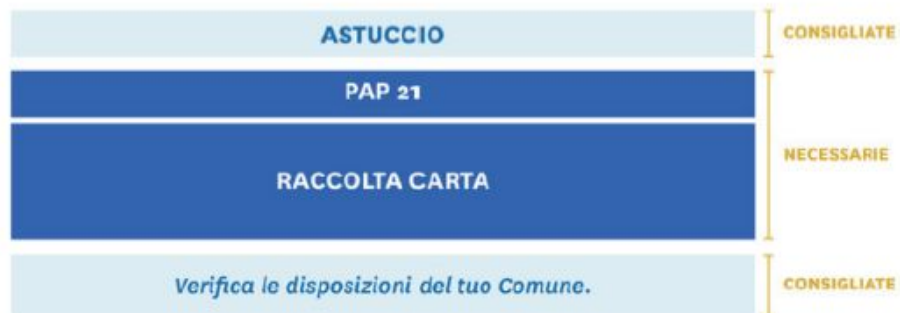 ASTUCCIO
CONSIGLIATE
PAP 21
NECESSARIE
RACCOLTA CARTA
Verifica le disposizioni del tuo Comune.
CONSIGLIATE